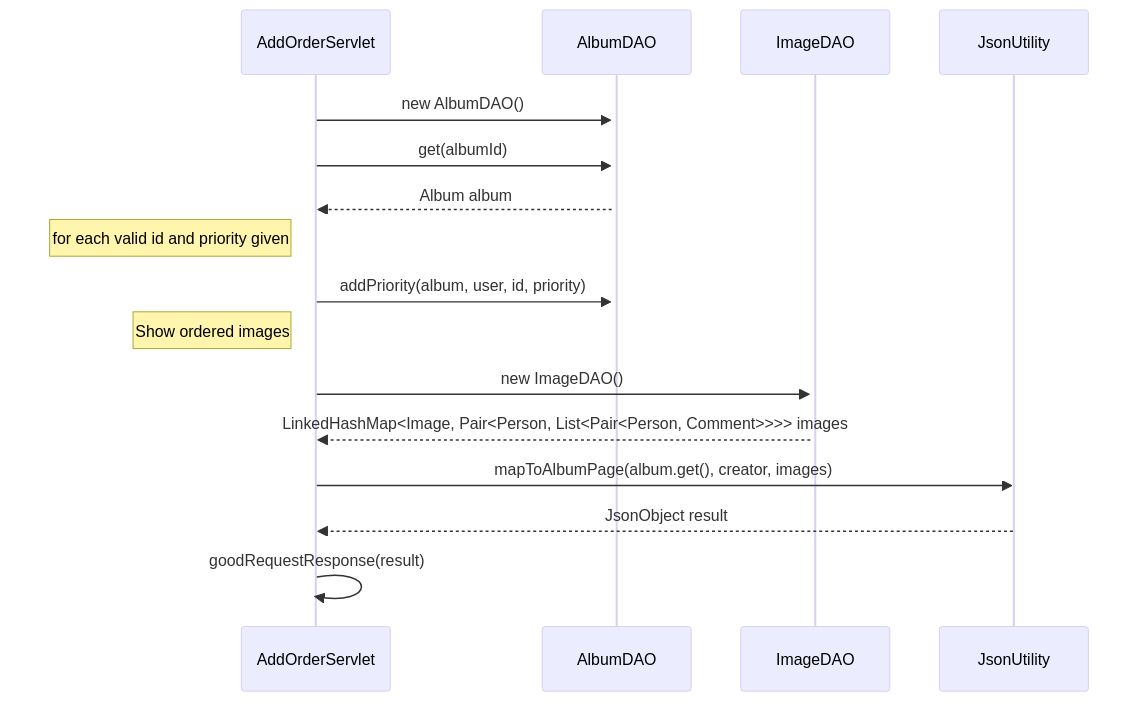 AddOrderServlet
AlbumDAO
ImageDAO
JsonUtility
new AlbumDAO()
get(albumId)
Album album
for each valid id and priority given
addPriority(album, user, id, priority)
Show ordered images
new ImageDAO()
LinkedHashMap<Image, Pair<Person, List<Pair<Person, Comment>>>> images
mapToAlbumPage(album.get(), creator, images)
JsonObject result
goodRequestResponse(result)
AddOrderServlet
AlbumDAO
ImageDAO
JsonUtility